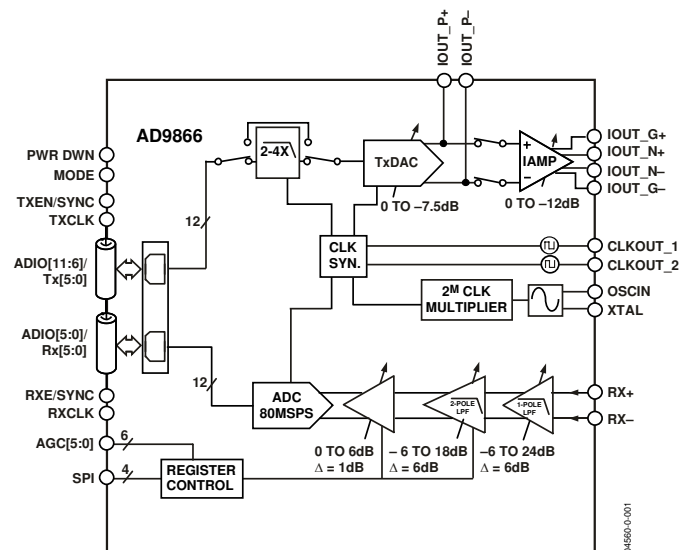 IOUT_P+
IOUT_P–
AD9866
PWR DWN
MODE
TXEN/SYNC
TXCLK
ADIO[11:6]/
Tx[5:0]
ADIO[5:0]/
Rx[5:0]
RXE/SYNC
RXCLK
AGC[5:0]
SPI
12
12
6
4
2-4X
TxDAC
0 TO –7.5dB
+
–
IAMP
0 TO –12dB
IOUT_G+
IOUT_N+
IOUT_N–
IOUT_G–
CLK
SYN.
CLKOUT_1
CLKOUT_2
2M CLK
MULTIPLIER
OSCIN
XTAL
ADC
80MSPS
2-POLE
LPF
1-POLE
LPF
RX+
RX–
0 TO 6dB
Δ = 1dB
– 6 TO 18dB
Δ = 6dB
–6 TO 24dB
Δ = 6dB
REGISTER
CONTROL
04560-0-001